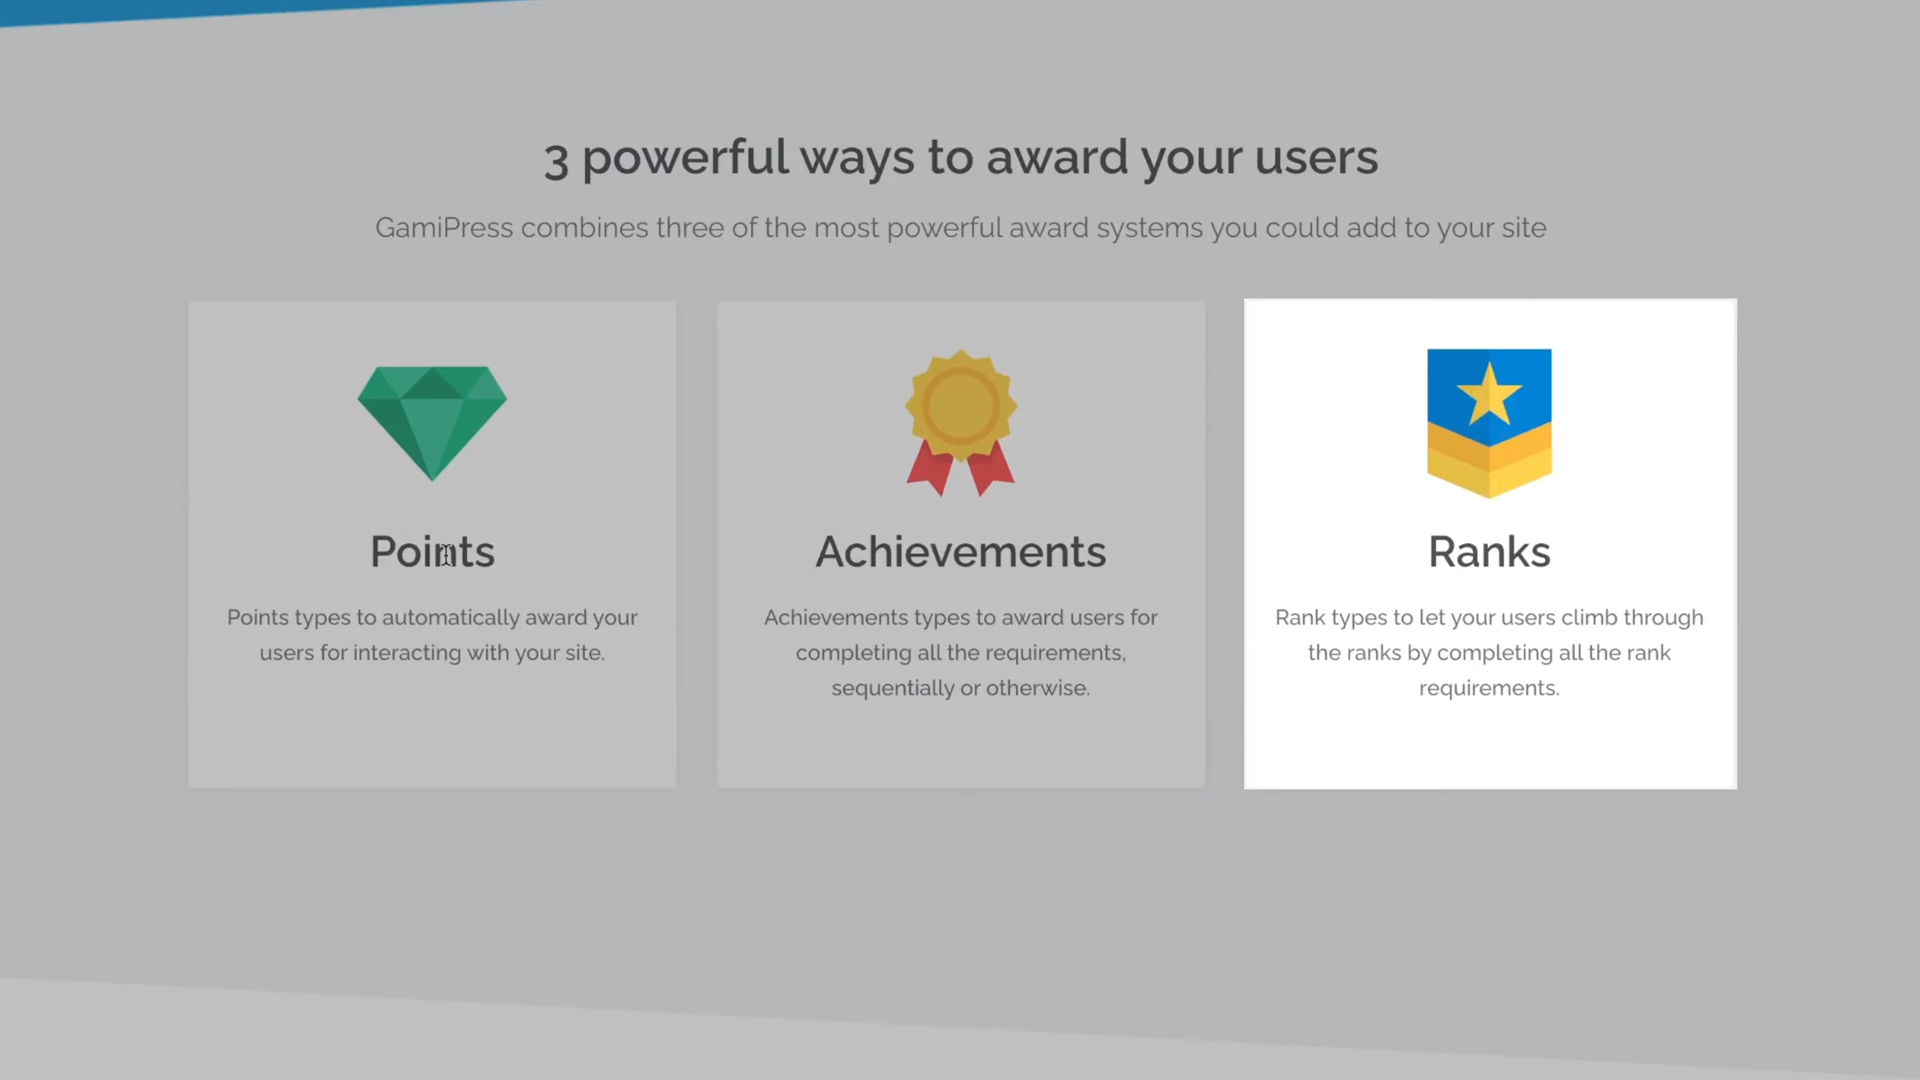 3 powerful ways to award your users
GamiPress combines three of the most powerful award systems you could add to your site
Points
Points types to automatically award your
users for interacting with your site.
Achievements
Achievements types to award users for
completing all the requirements,
sequentially or otherwise.
Ranks
Rank types to let your users climb through
the ranks by completing all the rank
requirements.